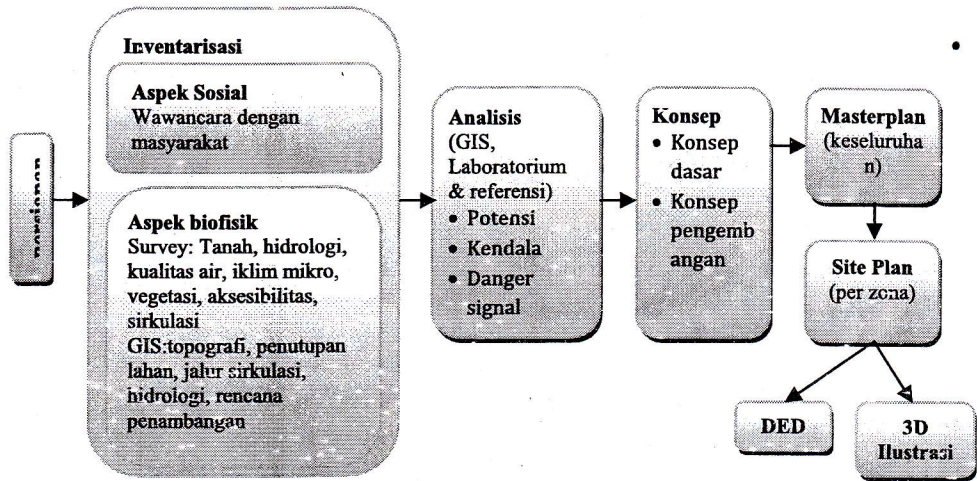 Inventarisasi
Aspek Sosial
Wawancara dengan
masyarakat
Aspek biofisik
Survey: Tanah, hidrologi,
kualitas air, iklim mikro,
vegetasi, aksesibilitas,
sirkulasi
GIS:topografi, penutupan
lahan, jalur sirkulasi,
hidrologi, rencana
penambangan
Analisis
(GIS,
Laboratorium
& referensi)
• Potensi
• Kendala
• Danger
signal
Konsep
• Konsep
dasar
• Konsep
pengemb
angan
Masterplan
(keseluruha
n)
Site Plan
(per zona)
DED
3D
Ilustrasi